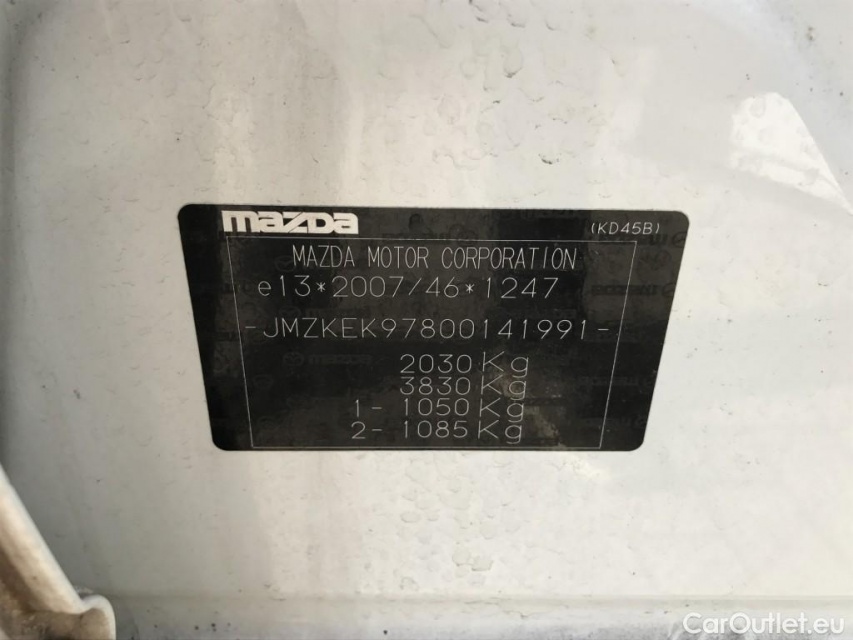 mazda
(KD45B)
MAZDA MOTOR CORPORATION
e13*2007/46*1247
-JMZKEK97800141991-
2030Kg
3830Kg
1- 1050Kg
2- 1085Kg
CarOutlet.eu